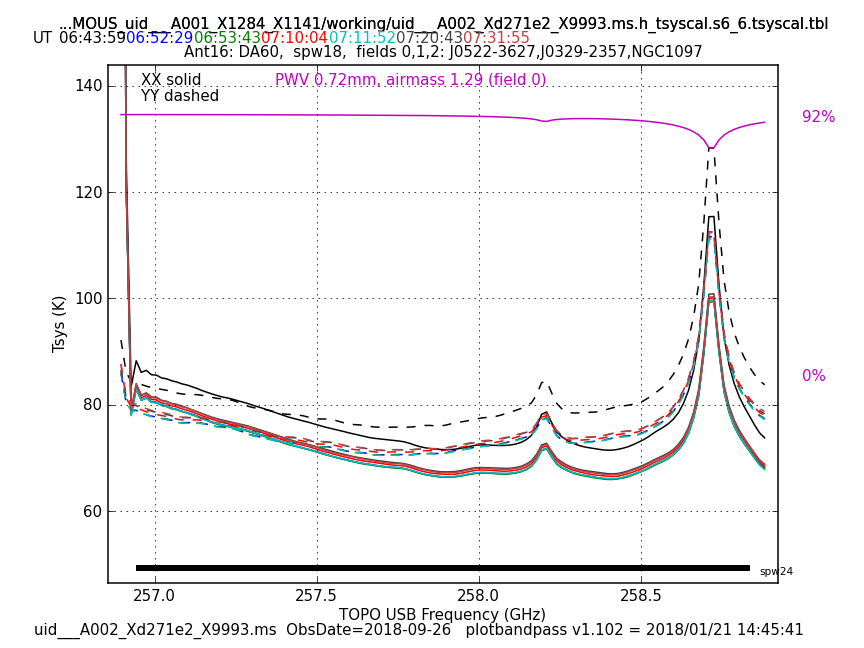 ...MOUS_uid___A001_X1284_X1141/working/uid___A002_Xd271e2_X9993.ms.h_tsyscal.s6_6.tsyscal.tbl
UT 06:43:59 06:52:29 06:53:43 07:10:04 07:11:52 07:20:43 07:31:55
Ant16: DA60, spw18, fields 0,1,2: J0522-3627,J0329-2357,NGC1097
XX solid
PWV 0.72mm, airmass 1.29 (field 0)
YY dashed
140
120
100
80
60
Tsys (K)
92%
0%
spw24
257.0 257.5 258.0 258.5
TOPO USB Frequency (GHz)
uid___A002_Xd271e2_X9993.ms ObsDate=2018-09-26 plotbandpass v1.102 = 2018/01/21 14:45:41